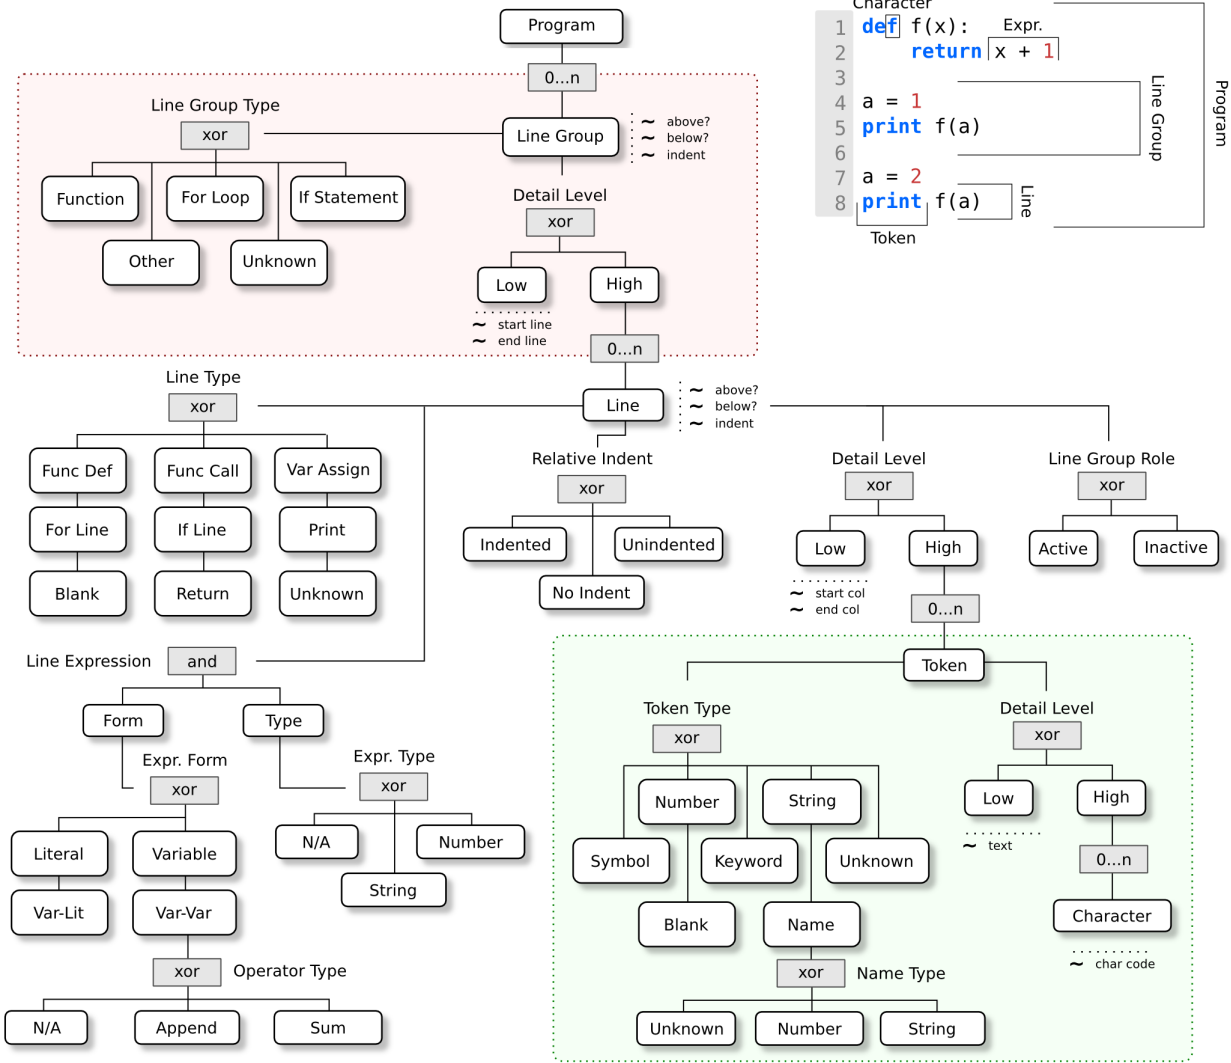 Program
0...n
Line Group Type
xor
Line Group
~ above?
~ below?
~ indent
Function
For Loop
If Statement
Other
Unknown
Detail Level
xor
Low
High
~ start line
~ end line
0...n
Character
1 def f(x):
Expr.
2 return x + 1
3
4 a = 1
5 print f(a)
6
7 a = 2
8 print f(a)
Token
Line
Line Group
Program
Line Type
xor
Line
~ above?
~ below?
~ indent
Func Def
Func Call
Var Assign
For Line
If Line
Print
Blank
Return
Unknown
Relative Indent
xor
Indented
Unindented
No Indent
Detail Level
xor
Low
High
~ start col
~ end col
0...n
Line Group Role
xor
Active
Inactive
Line Expression
and
Form
Type
Expr. Form
xor
Literal
Variable
Var-Lit
Var-Var
xor
Operator Type
N/A
Append
Sum
Expr. Type
xor
N/A
Number
String
Token
Token Type
xor
Number
String
Symbol
Keyword
Unknown
Blank
Name
xor
Name Type
Unknown
Number
String
Detail Level
xor
Low
High
~ text
0...n
Character
~ char code